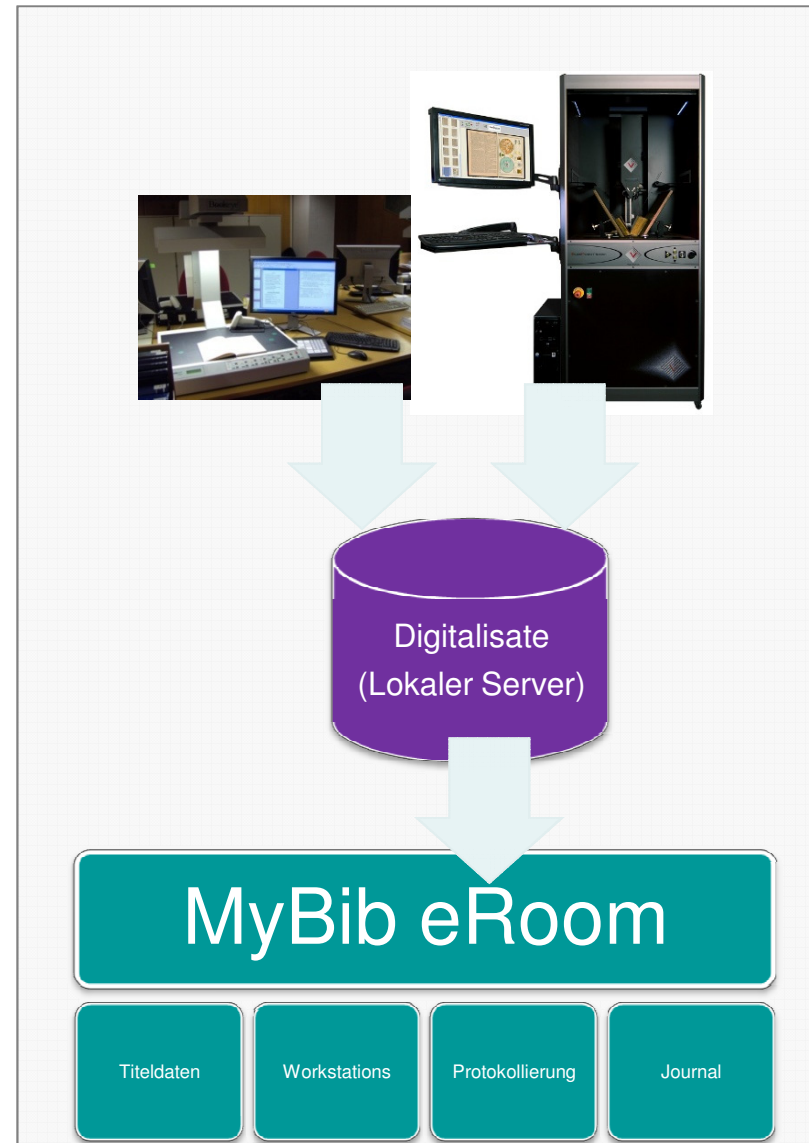 Digitalisate
(Lokaler Server)
MyBib eRoom
Titeldaten
Workstations
Protokollierung
Journal